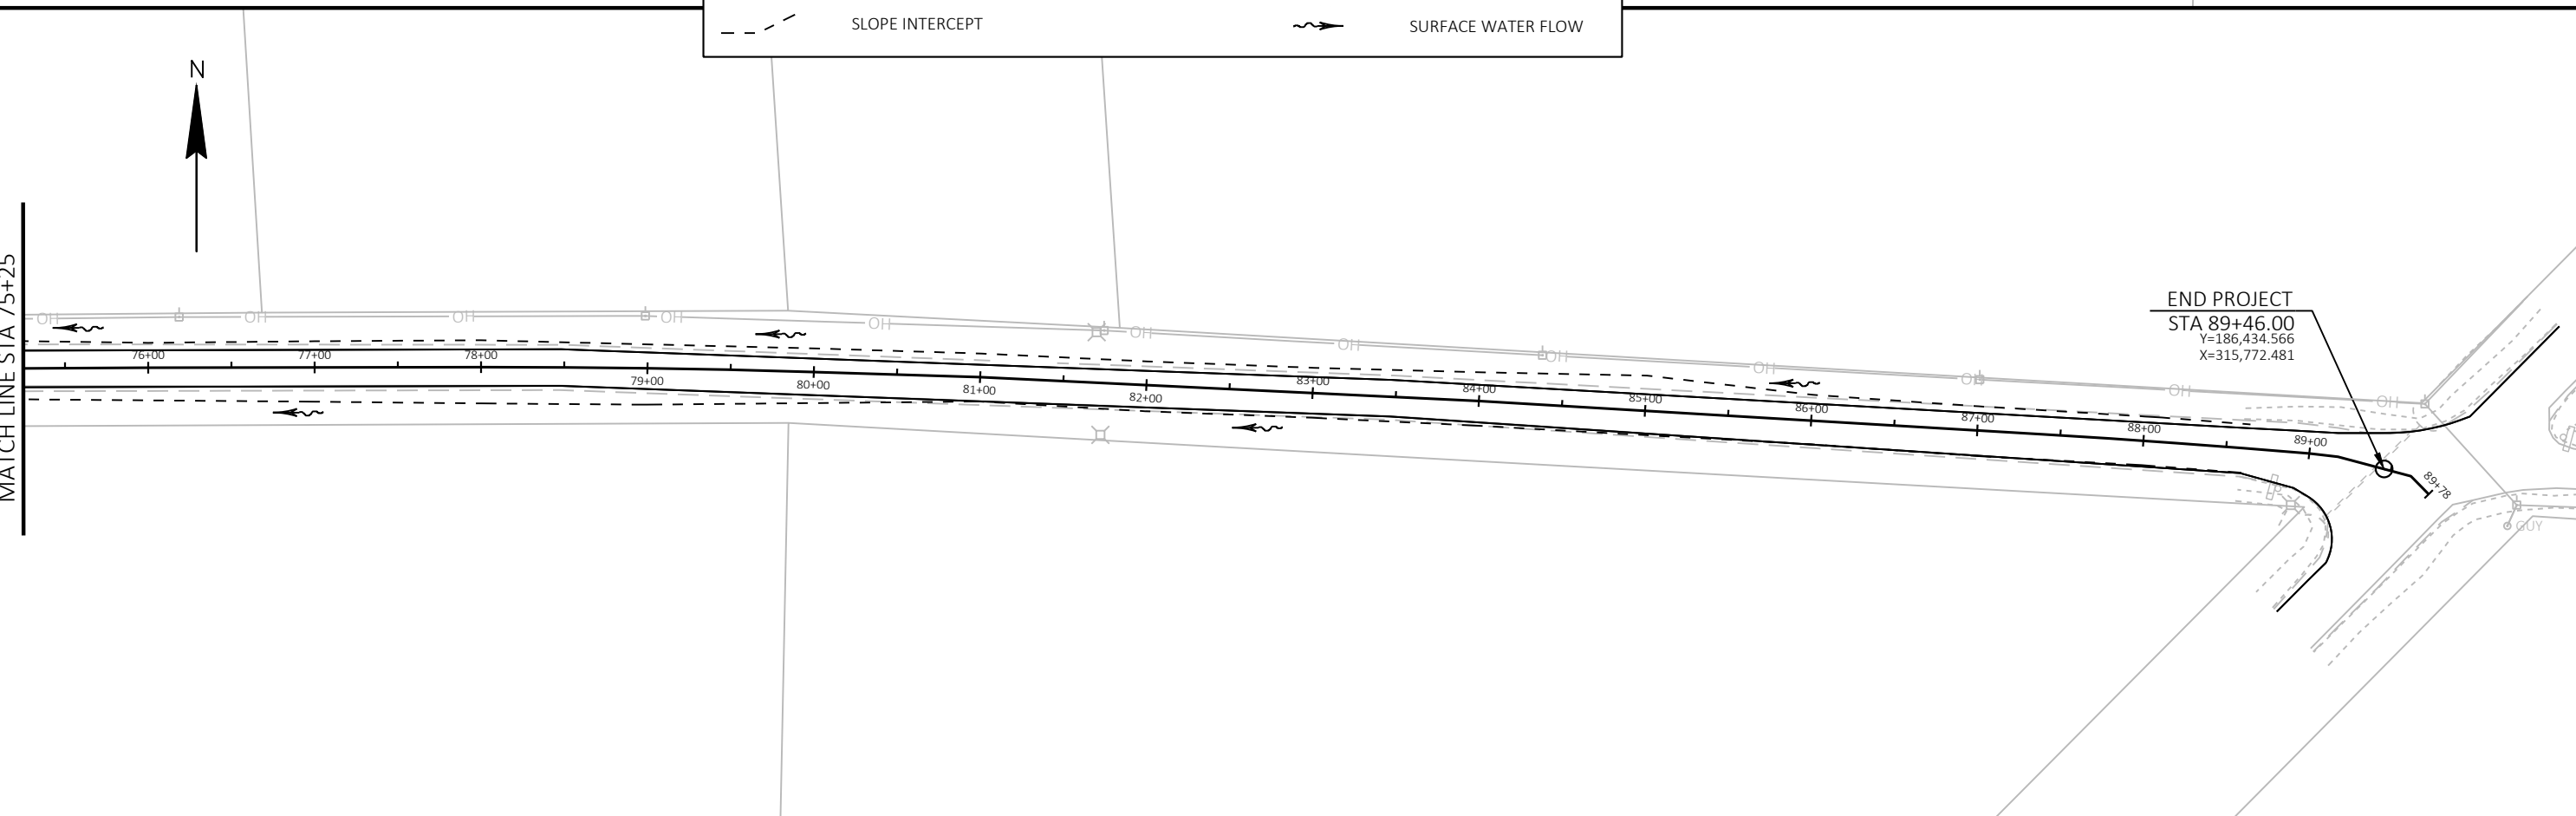 SLOPE INTERCEPT
SURFACE WATER FLOW
N
MATCH LINE STA 75+25
END PROJECT
STA 89+46.00
Y=186,434.566
X=315,772.481
OH
OH
OH
OH
OH
OH
OH
OH
OH
OH
OH
OH
76+00
77+00
78+00
79+00
80+00
81+00
82+00
83+00
84+00
85+00
86+00
87+00
88+00
89+00
89+78
GUY